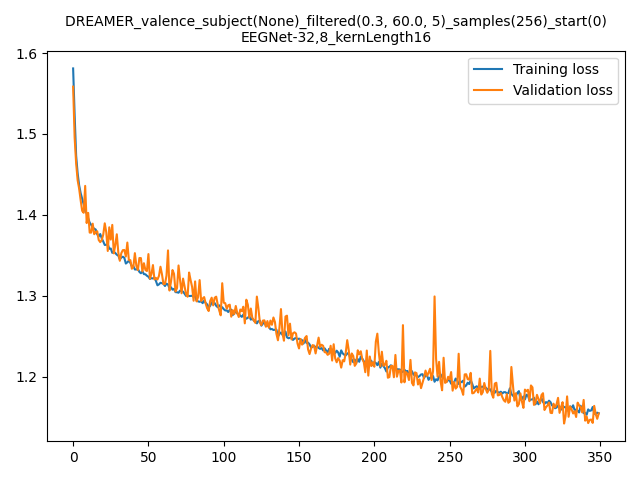 DREAMER_valence_subject(None)_filtered(0.3, 60.0, 5)_samples(256)_start(0)
EEGNet-32,8_kernLength16
Training loss
Validation loss
1.6
1.5
1.4
1.3
1.2
0 50 100 150 200 250 300 350